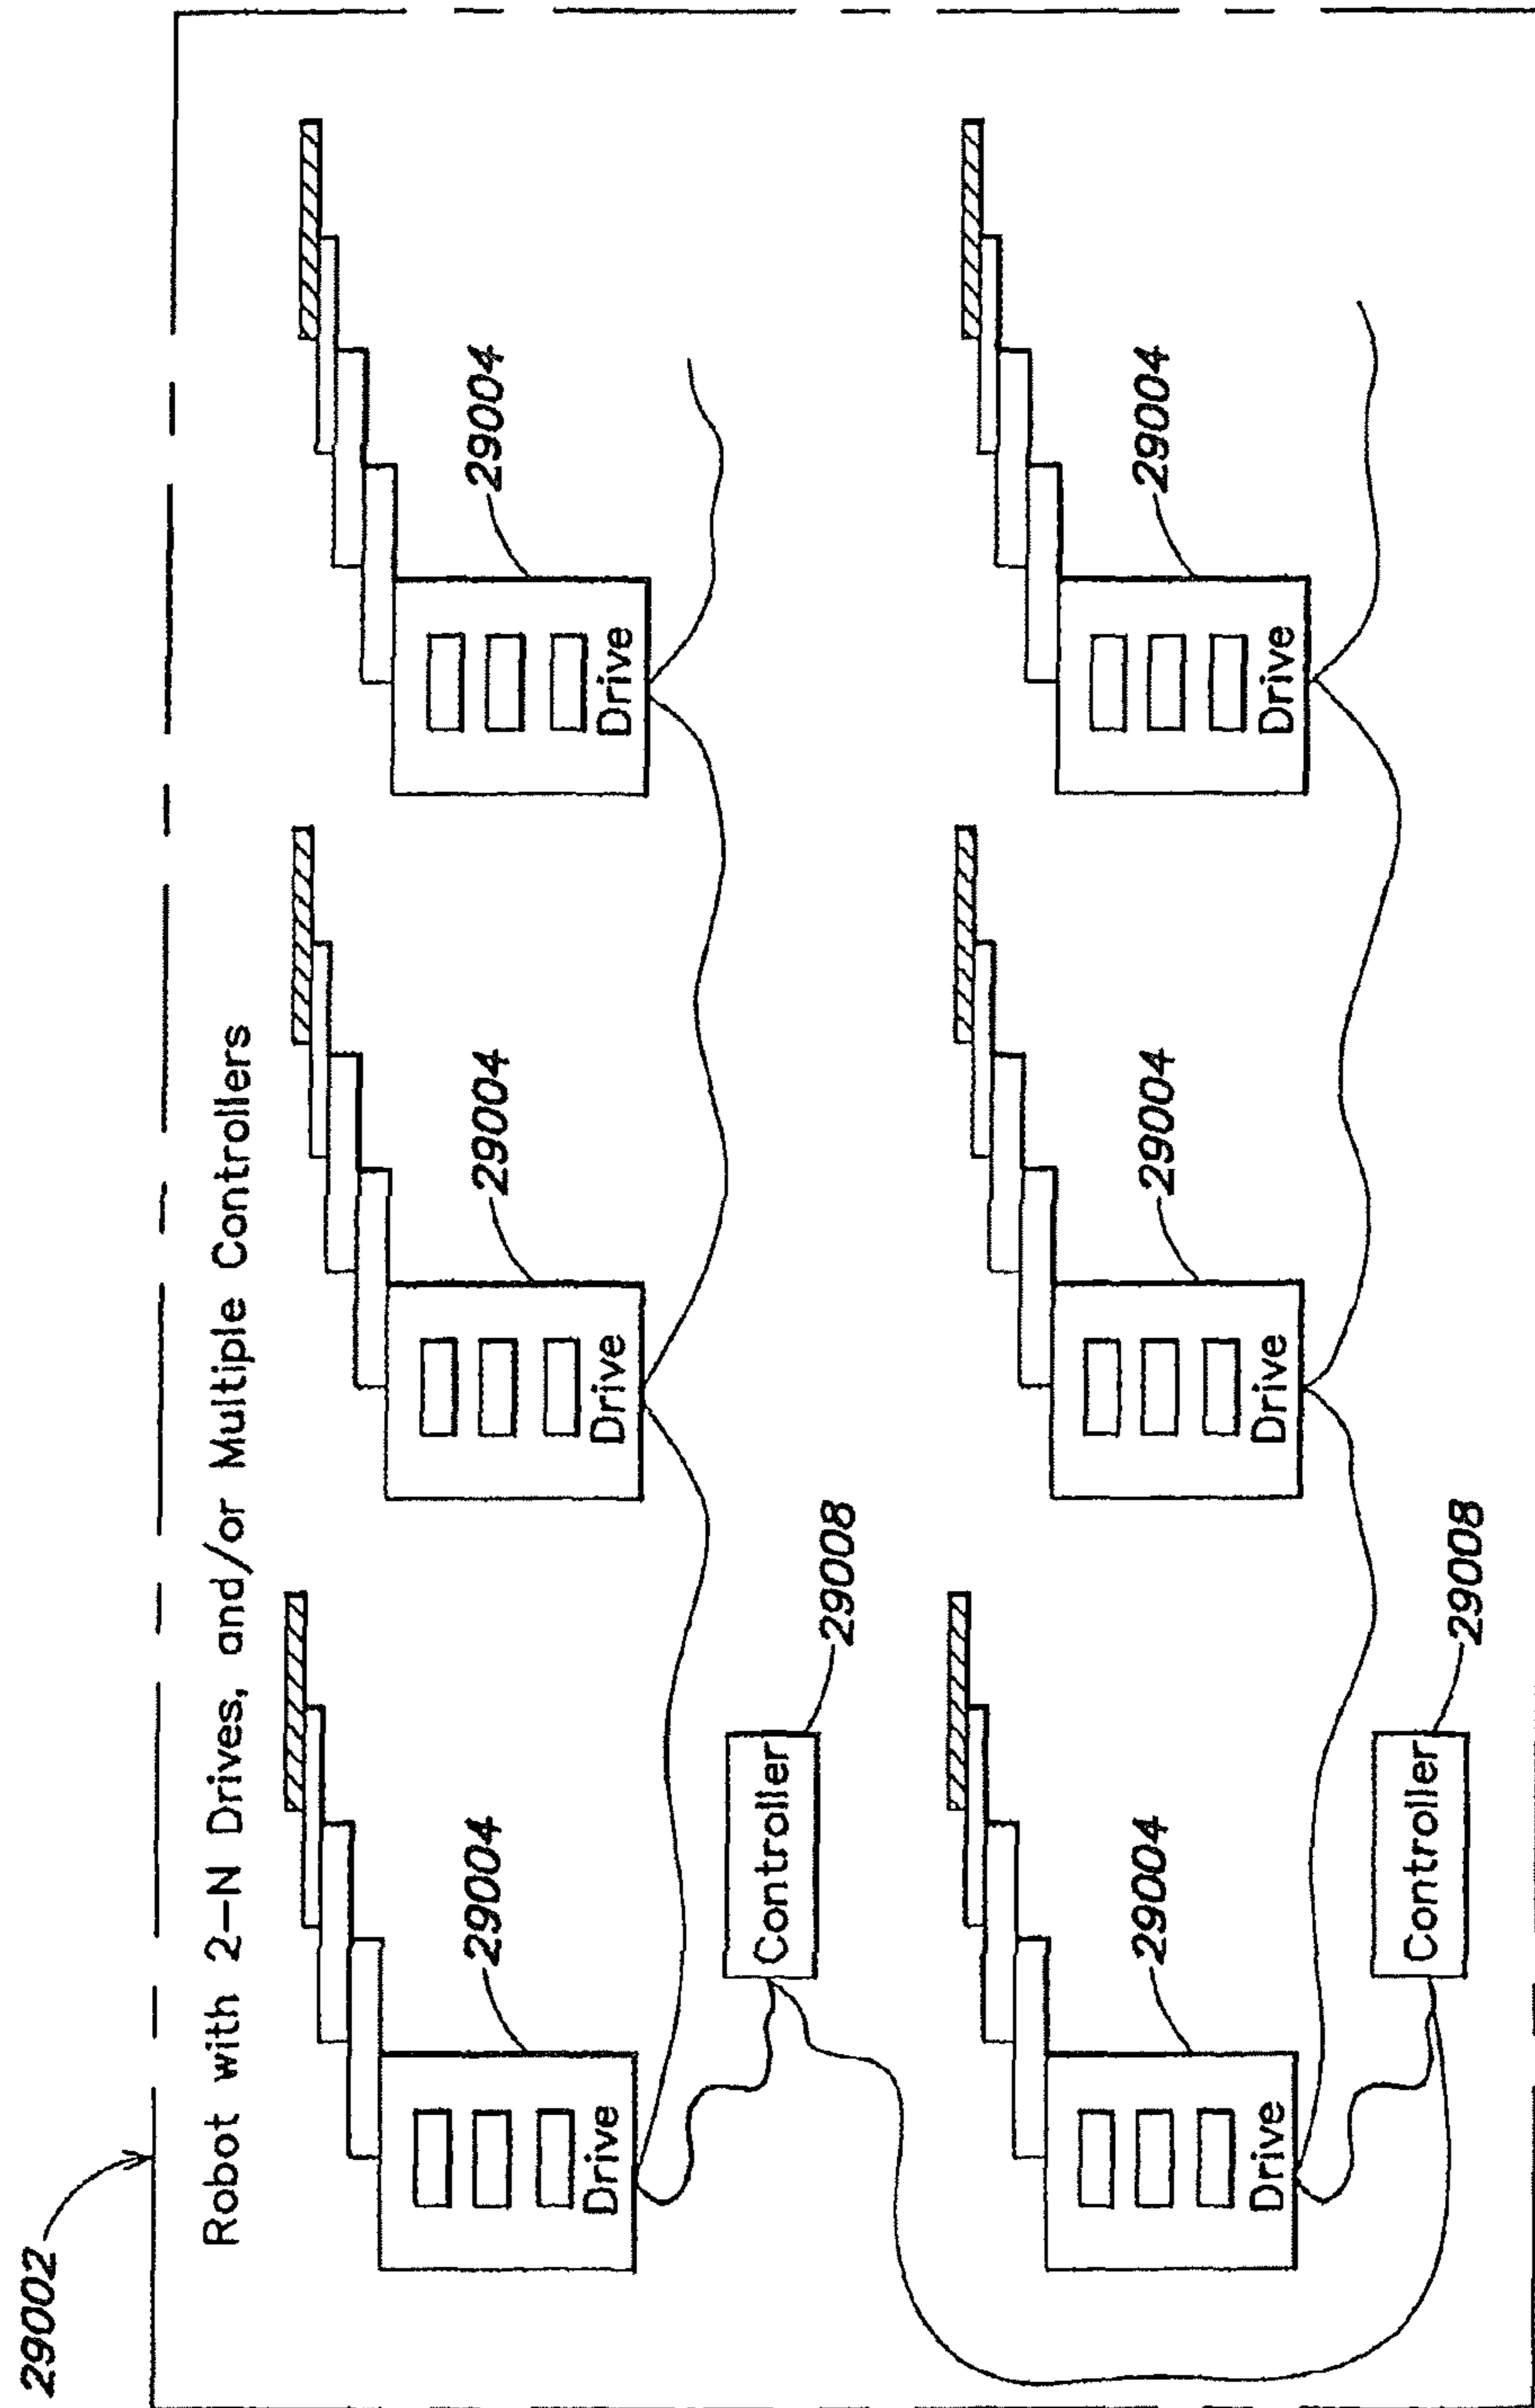 29002
Robot with 2-N Drives, and/or Multiple Controllers
29004
29004
29004
Drive
Drive
Drive
Controller
29008
29004
29004
29004
Drive
Drive
Drive
Controller
29008